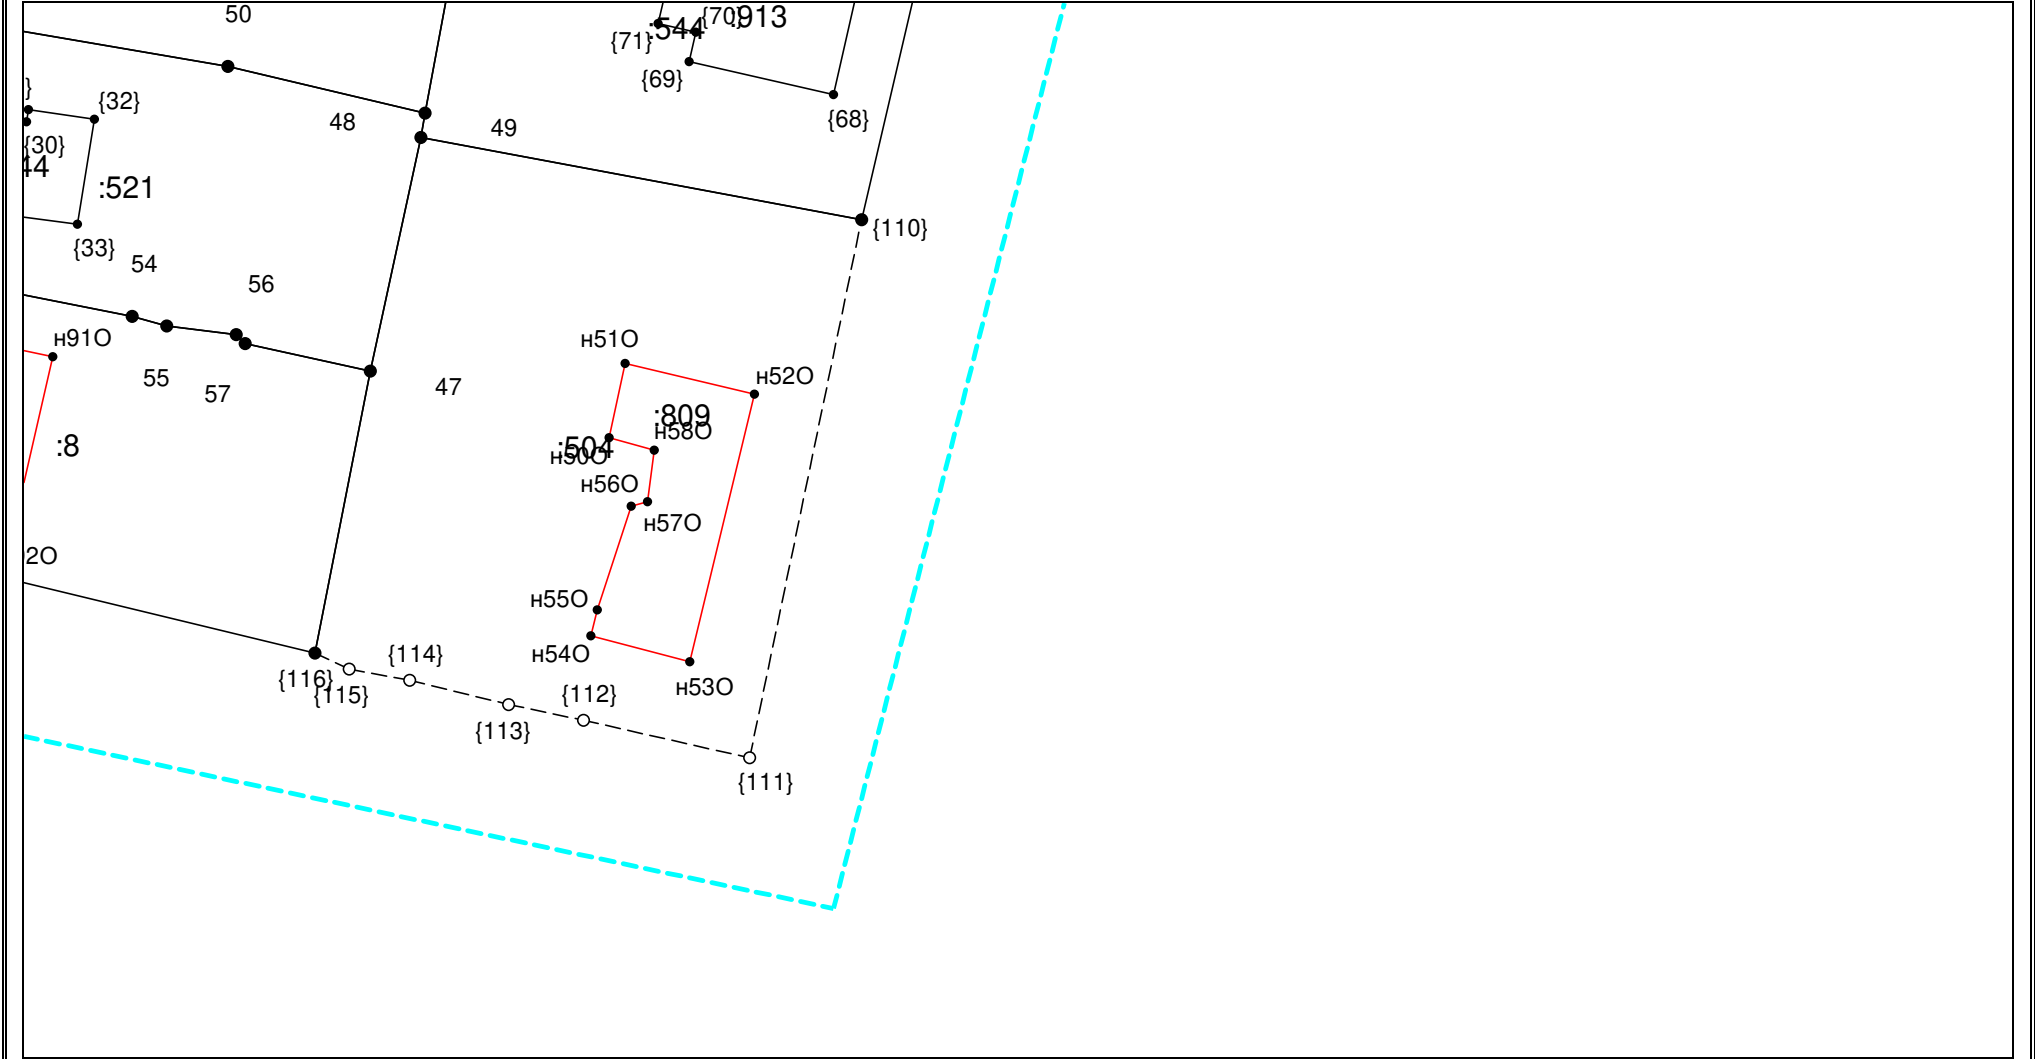 50
{70}
:913
:544
{71}
{69}
}
{32}
48
49
{68}
{30}
44
:521
{110}
{33}
54
56
н51О
н91О
н52О
55
47
57
:809
н58О
:504
:8
н50О
н56О
н57О
2О
н55О
{114}
н54О
{116}
{115}
{112}
н53О
{113}
{111}